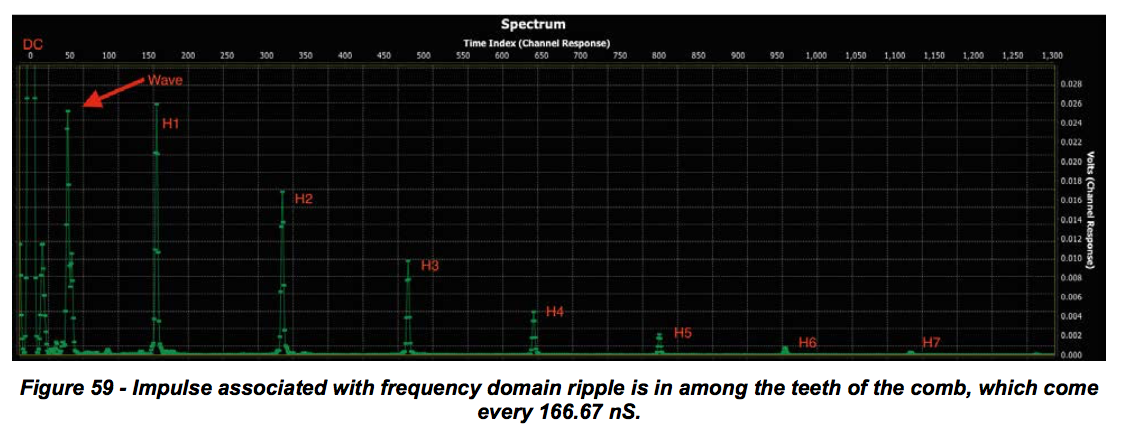 Spectrum
Time Index (Channel Response)
DC
0 50 100 150 200 250 300 350 400 450 500 550 600 650 700 750 800 850 900 950 1,000 1,050 1,100 1,150 1,200 1,250 1,300
Wave
H1
H2
H3
H4
H5
H6
H7
0.028
0.026
0.024
0.022
0.020
0.018
0.016
0.014
0.012
0.010
0.008
0.006
0.004
0.002
0.000
Volts (Channel Response)
Figure 59 - Impulse associated with frequency domain ripple is in among the teeth of the comb, which come
every 166.67 nS.